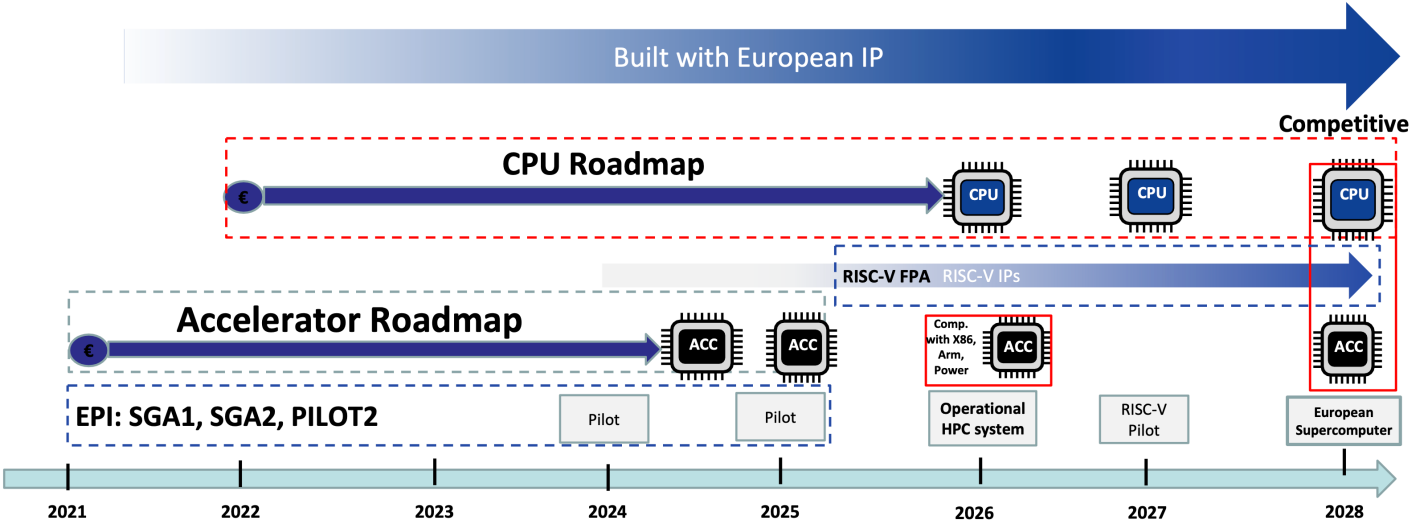 Built with European IP
Competitive
CPU Roadmap
€
CPU
CPU
CPU
RISC-V FPA RISC-V IPs
Accelerator Roadmap
€
ACC
ACC
Comp.
with X86,
Arm,
Power
ACC
ACC
EPI: SGA1, SGA2, PILOT2
Pilot
Pilot
Operational
HPC system
RISC-V
Pilot
European
Supercomputer
2021
2022
2023
2024
2025
2026
2027
2028